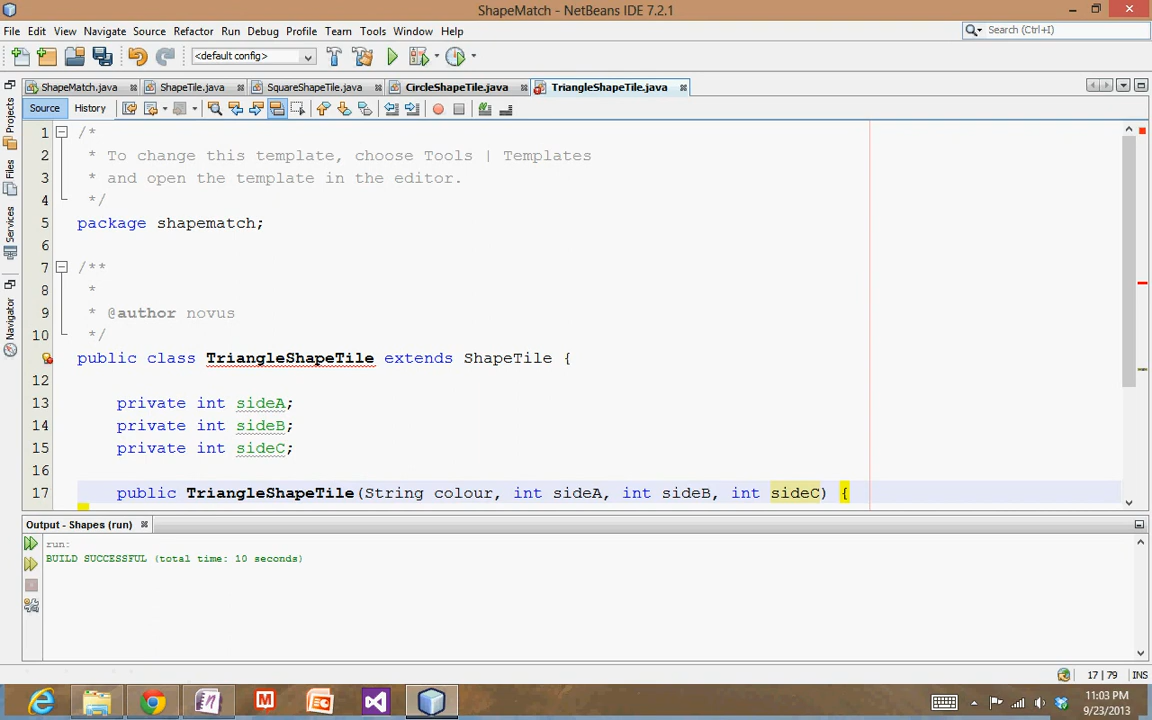 ShapeMatch - NetBeans IDE 7.2.1
File Edit View Navigate Source Refactor Run Debug Profile Team Tools Window Help
Search (Ctrl+I)
<default config>
ShapeMatch.java ShapeTile.java SquareShapeTile.java CircleShapeTile.java TriangleShapeTile.java
Source History
Projects
Files
Services
Navigator
1 /*
2 * To change this template, choose Tools | Templates
3 * and open the template in the editor.
4 */
5 package shapematch;
6
7 /**
8 *
9 * @author novus
10 */
public class TriangleShapeTile extends ShapeTile {
12
13 private int sideA;
14 private int sideB;
15 private int sideC;
16
17 public TriangleShapeTile(String colour, int sideA, int sideB, int sideC) {
Output - Shapes (run)
run:
BUILD SUCCESSFUL (total time: 10 seconds)
17 | 79 INS
11:03 PM
9/23/2013